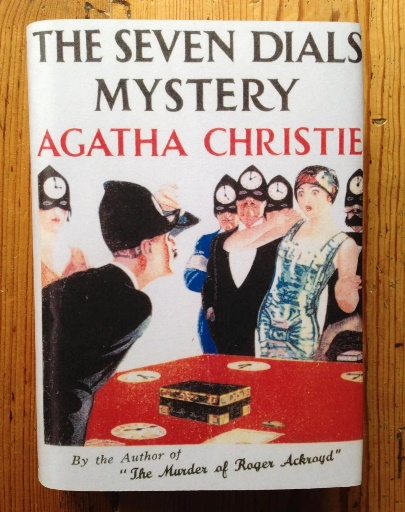 THE SEVEN DIALS
MYSTERY
AGATHA CHRISTIE
By the Author of
"The Murder of Roger Ackroyd"